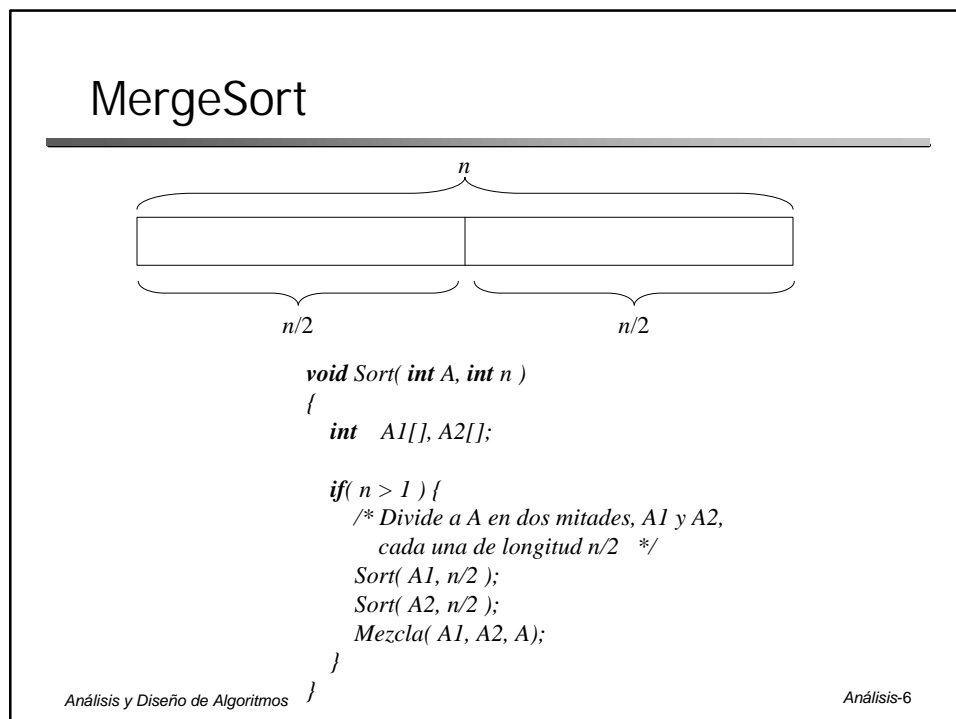 MergeSort
n
n/2 n/2
void Sort( int A, int n )
{
int A1[], A2[];
if( n > 1 ) {
/* Divide a A en dos mitades, A1 y A2,
cada una de longitud n/2 */
Sort( A1, n/2 );
Sort( A2, n/2 );
Mezcla( A1, A2, A);
}
}
Análisis y Diseño de Algoritmos Análisis-6